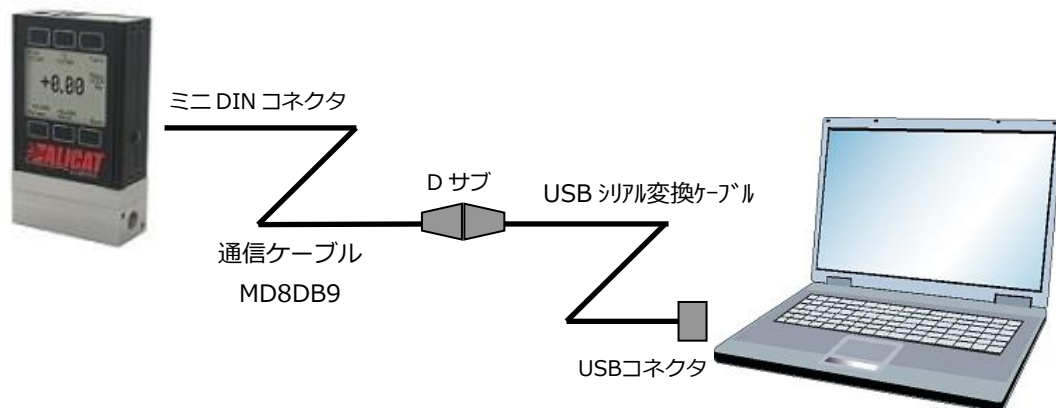 ミニ DIN コネクタ
+0.00
ALICAT
D サブ
USB ｼﾘｱﾙ変換ｹｰﾌﾞﾙ
通信ケーブル
MD8DB9
USBコネクタ